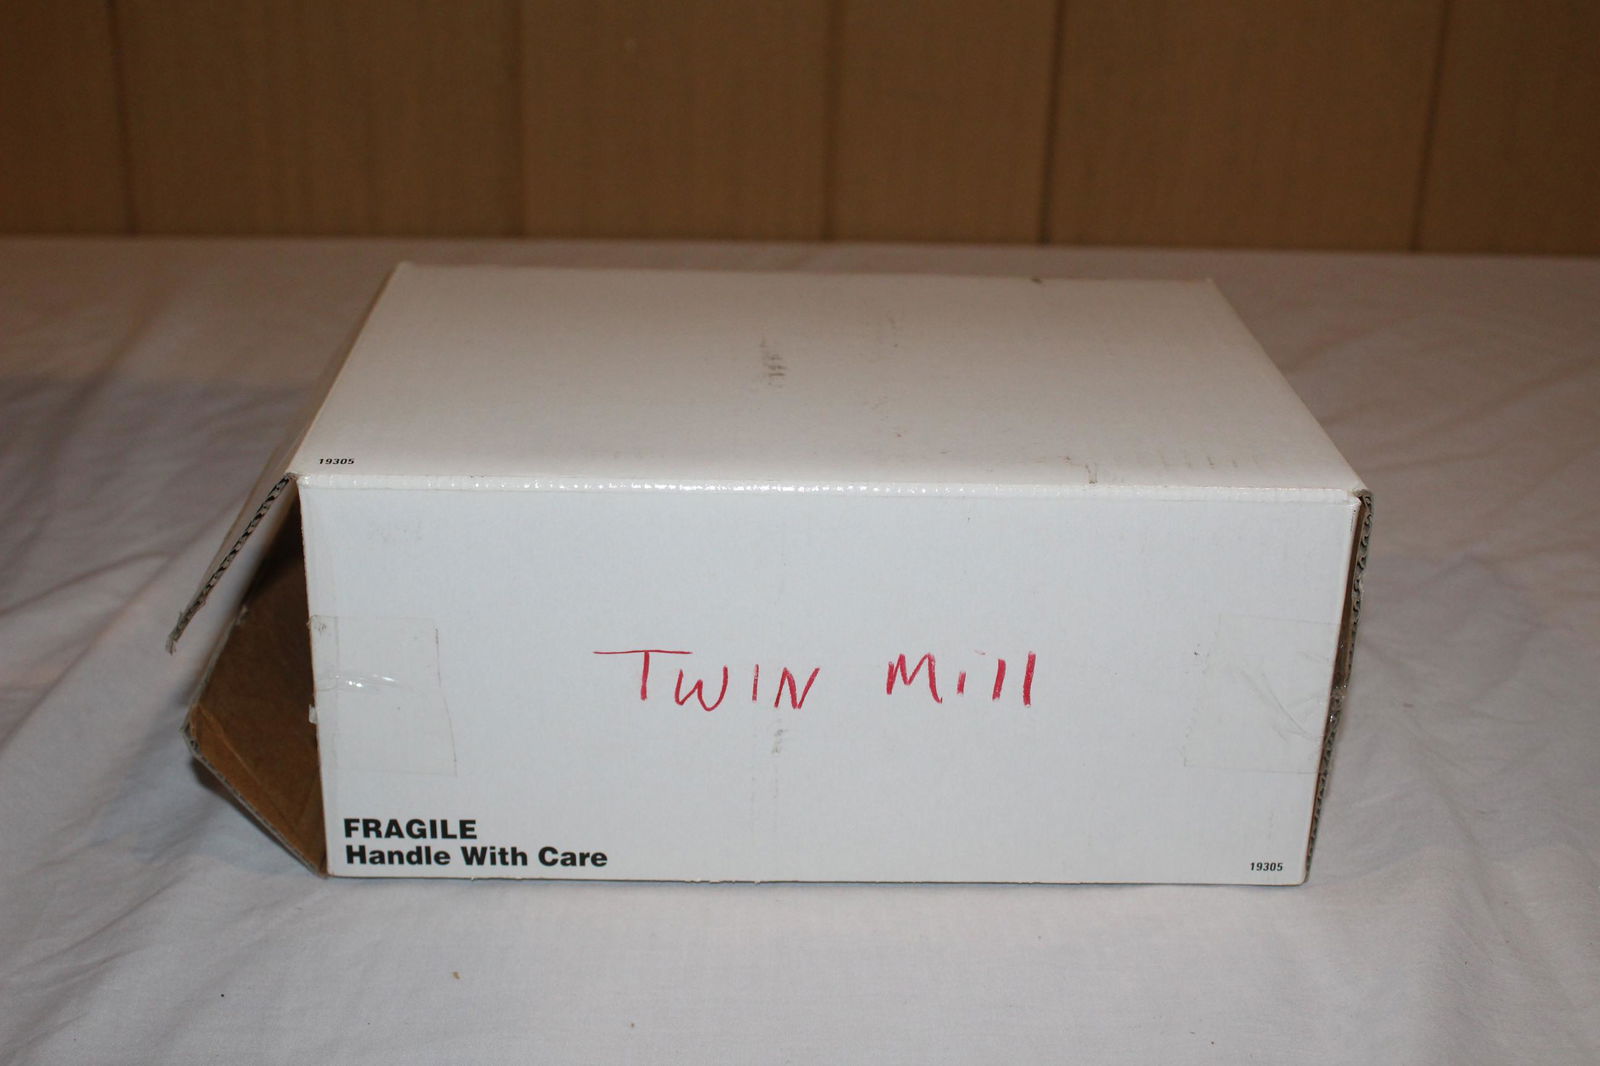 19305
TWIN Mill
FRAGILE
Handle With Care
19305